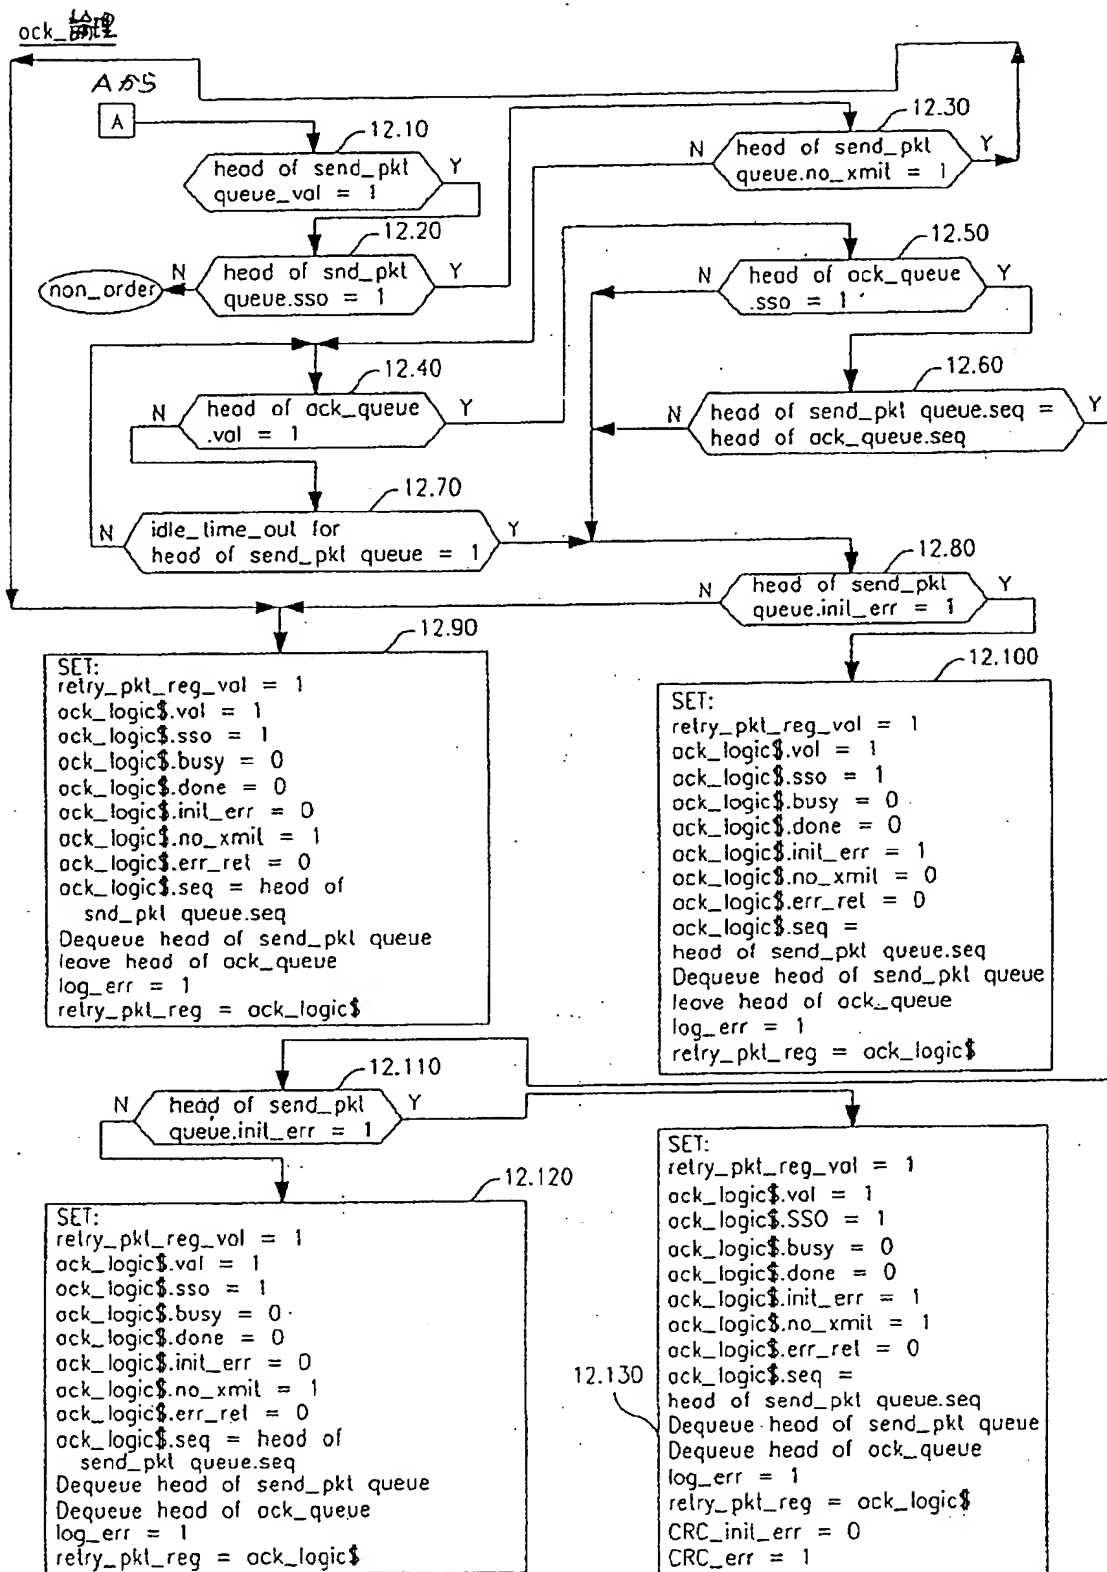 ack_論理
Aから
A
12.10
head of send_pkt
queue_val = 1
Y
12.20
head of snd_pkt
queue.sso = 1
N
Y
non_order
12.30
head of send_pkt
queue.no_xmit = 1
N
Y
12.40
head of ack_queue
.val = 1
N
Y
12.50
head of ack_queue
.sso = 1
N
Y
12.60
head of send_pkt queue.seq =
head of ack_queue.seq
N
Y
12.70
idle_time_out for
head of send_pkt queue = 1
N
Y
12.80
head of send_pkt
queue.init_err = 1
N
Y
12.90
SET:
retry_pkt_reg_val = 1
ack_logic$.val = 1
ack_logic$.sso = 1
ack_logic$.busy = 0
ack_logic$.done = 0
ack_logic$.init_err = 0
ack_logic$.no_xmit = 1
ack_logic$.err_ret = 0
ack_logic$.seq = head of
snd_pkt queue.seq
Dequeue head of send_pkt queue
leave head of ack_queue
log_err = 1
retry_pkt_reg = ack_logic$
12.100
SET:
retry_pkt_reg_val = 1
ack_logic$.val = 1
ack_logic$.sso = 1
ack_logic$.busy = 0
ack_logic$.done = 0
ack_logic$.init_err = 1
ack_logic$.no_xmit = 0
ack_logic$.err_ret = 0
ack_logic$.seq =
head of send_pkt queue.seq
Dequeue head of send_pkt queue
leave head of ack_queue
log_err = 1
retry_pkt_reg = ack_logic$
12.110
head of send_pkt
queue.init_err = 1
N
Y
12.120
SET:
retry_pkt_reg_val = 1
ack_logic$.val = 1
ack_logic$.sso = 1
ack_logic$.busy = 0
ack_logic$.done = 0
ack_logic$.init_err = 0
ack_logic$.no_xmit = 1
ack_logic$.err_ret = 0
ack_logic$.seq = head of
send_pkt queue.seq
Dequeue head of send_pkt queue
Dequeue head of ack_queue
log_err = 1
retry_pkt_reg = ack_logic$
12.130
SET:
retry_pkt_reg_val = 1
ack_logic$.val = 1
ack_logic$.SSO = 1
ack_logic$.busy = 0
ack_logic$.done = 0
ack_logic$.init_err = 1
ack_logic$.no_xmit = 1
ack_logic$.err_ret = 0
ack_logic$.seq =
head of send_pkt queue.seq
Dequeue head of send_pkt queue
Dequeue head of ack_queue
log_err = 1
retry_pkt_reg = ack_logic$
CRC_init_err = 0
CRC_err = 1